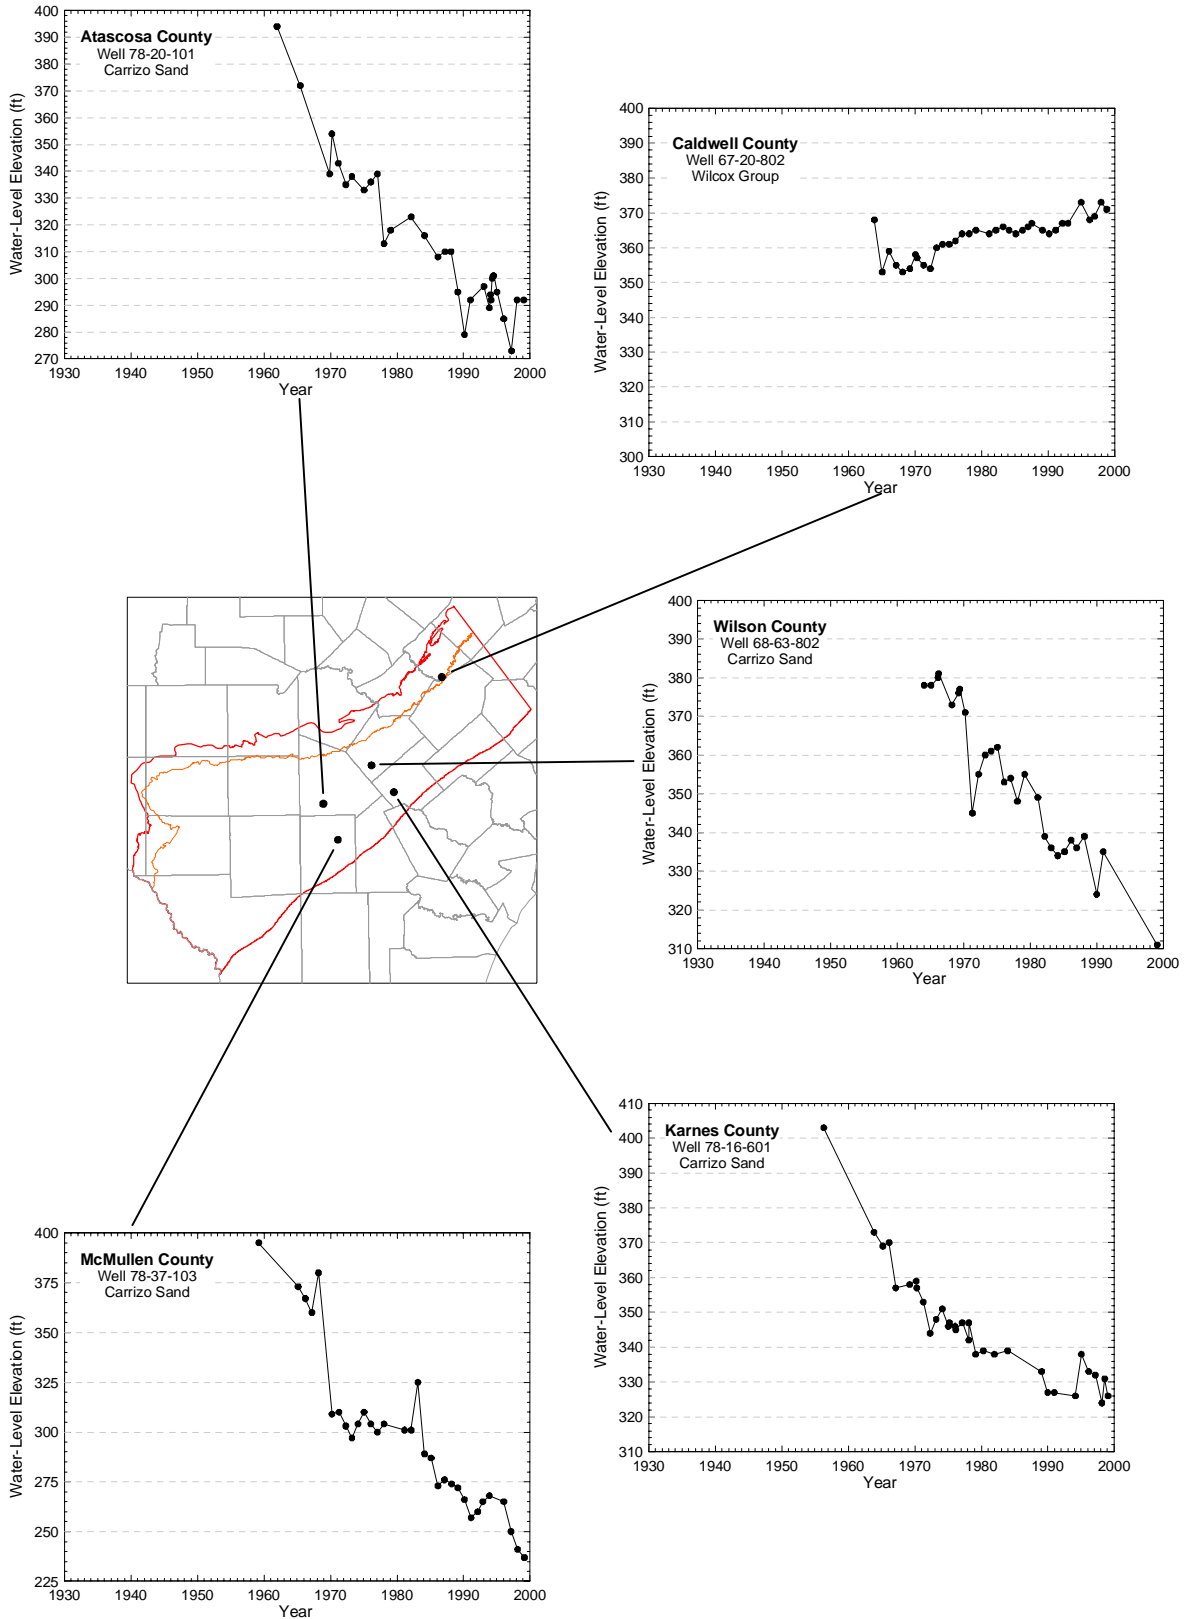 Atascosa County
Well 78-20-101
Carrizo Sand
Water-Level Elevation (ft)
400
390
380
370
360
350
340
330
320
310
300
290
280
270
1930 1940 1950 1960 1970 1980 1990 2000
Year
Caldwell County
Well 67-20-802
Wilcox Group
Water-Level Elevation (ft)
400
390
380
370
360
350
340
330
320
310
300
1930 1940 1950 1960 1970 1980 1990 2000
Year
Wilson County
Well 68-63-802
Carrizo Sand
Water-Level Elevation (ft)
400
390
380
370
360
350
340
330
320
310
1930 1940 1950 1960 1970 1980 1990 2000
Year
Karnes County
Well 78-16-601
Carrizo Sand
Water-Level Elevation (ft)
410
400
390
380
370
360
350
340
330
320
310
1930 1940 1950 1960 1970 1980 1990 2000
Year
McMullen County
Well 78-37-103
Carrizo Sand
Water-Level Elevation (ft)
400
375
350
325
300
275
250
225
1930 1940 1950 1960 1970 1980 1990 2000
Year